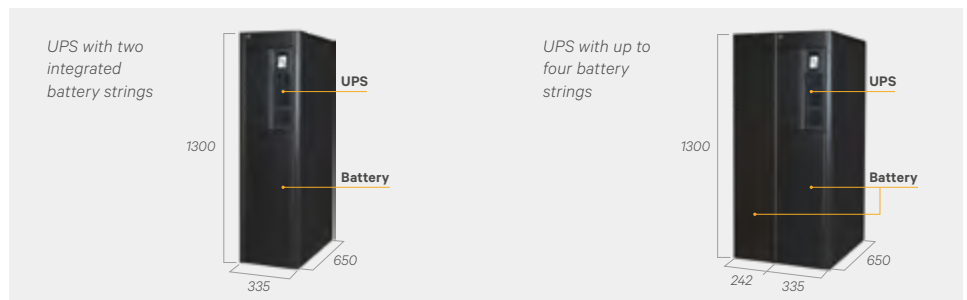 UPS with two
integrated
battery strings
UPS
1300
Battery
650
335
UPS with up to
four battery
strings
UPS
1300
Battery
650
242
335